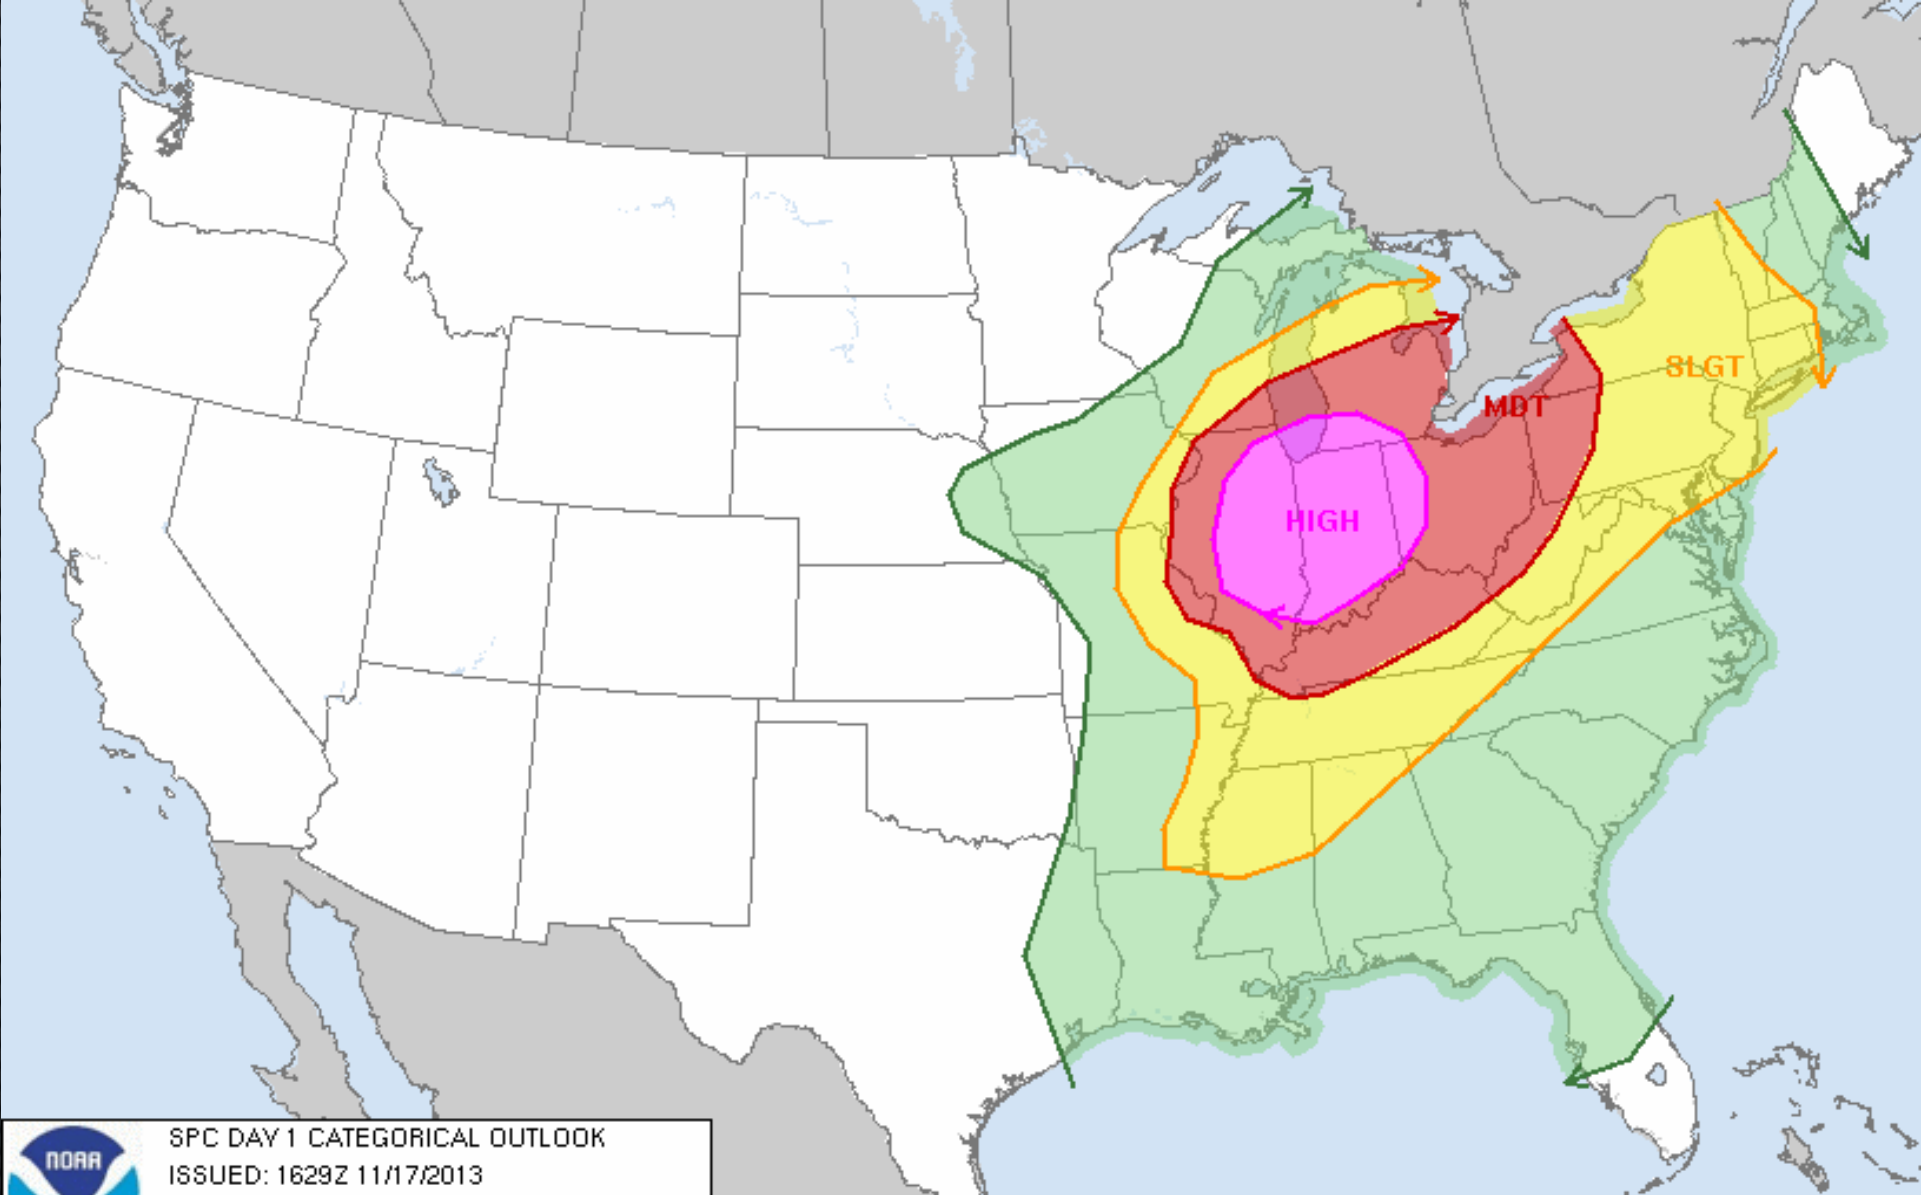 SLGT
MDT
HIGH
SPC DAY 1 CATEGORICAL OUTLOOK
NOAA
ISSUED: 1629Z 11/17/2013